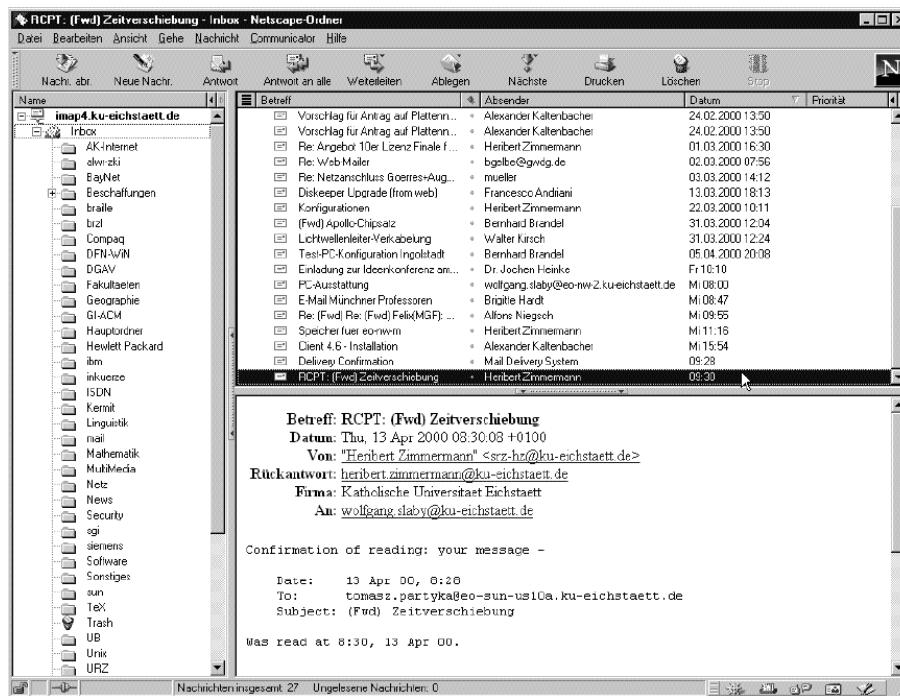 RCPT: (Fwd) Zeitverschiebung - Inbox - Netscape-Ordner
Datei Bearbeiten Ansicht Gehe Nachricht Communicator Hilfe
Nachr. abr. Neue Nachr. Antwort Antwort an alle Weiterleiten Ablegen Nächste Drucken Löschen Stop
N
Name
imap4.ku-eichstaett.de
Inbox
AK-Internet
alwr-zki
BayNet
Beschaffungen
braille
brzl
Compaq
DFN-WiN
DGAV
Fakultaeten
Geographie
GI-ACM
Hauptordner
Hewlett Packard
ibm
inkuerze
ISDN
Kermit
Linguistik
mail
Mathematik
MultiMedia
Netz
News
Security
sgi
siemens
Software
Sonstiges
sun
TeX
Trash
UB
Unix
URZ
Betreff Absender Datum Priorität
Vorschlag für Antrag auf Plattenn... Alexander Kaltenbacher 24.02.2000 13:50
Vorschlag für Antrag auf Plattenn... Alexander Kaltenbacher 24.02.2000 13:50
Re: Angebot 10er Lizenz Finale f... Heribert Zimmermann 01.03.2000 16:30
Re: Web Mailer bgelbe@gwdg.de 02.03.2000 07:56
Re: Netzanschluss Goerres+Aug... mueller 03.03.2000 14:12
Diskeeper Upgrade (from web) Francesco Andriani 13.03.2000 18:13
Konfigurationen Heribert Zimmermann 22.03.2000 10:11
(Fwd) Apollo-Chipsatz Bernhard Brandel 31.03.2000 12:04
Lichtwellenleiter-Verkabelung Walter Kirsch 31.03.2000 12:24
Test-PC-Konfiguration Ingolstadt Bernhard Brandel 05.04.2000 20:08
Einladung zur Ideenkonferenz am... Dr. Jochen Heinke Fr 10:10
PC-Ausstattung wolfgang.slaby@eo-nw-2.ku-eichstaett.de Mi 08:00
E-Mail Münchner Professoren Brigitte Hardt Mi 08:47
Re: (Fwd) Re: (Fwd) Felix(MGF): ... Alfons Niegsch Mi 09:55
Speicher fuer eo-nw-m Heribert Zimmermann Mi 11:16
Client 4.6 - Installation Alexander Kaltenbacher Mi 15:54
Delivery Confirmation Mail Delivery System 09:28
RCPT: (Fwd) Zeitverschiebung Heribert Zimmermann 09:30
Betreff: RCPT: (Fwd) Zeitverschiebung
Datum: Thu, 13 Apr 2000 08:30:08 +0100
Von: "Heribert Zimmermann" <srz-hz@ku-eichstaett.de>
Rückantwort: heribert.zimmermann@ku-eichstaett.de
Firma: Katholische Universitaet Eichstaett
An: wolfgang.slaby@ku-eichstaett.de
Confirmation of reading: your message -
Date: 13 Apr 00, 8:28
To: tomasz.partyka@eo-sun-us10a.ku-eichstaett.de
Subject: (Fwd) Zeitverschiebung
Was read at 8:30, 13 Apr 00.
Nachrichten insgesamt: 27 Ungelesene Nachrichten: 0